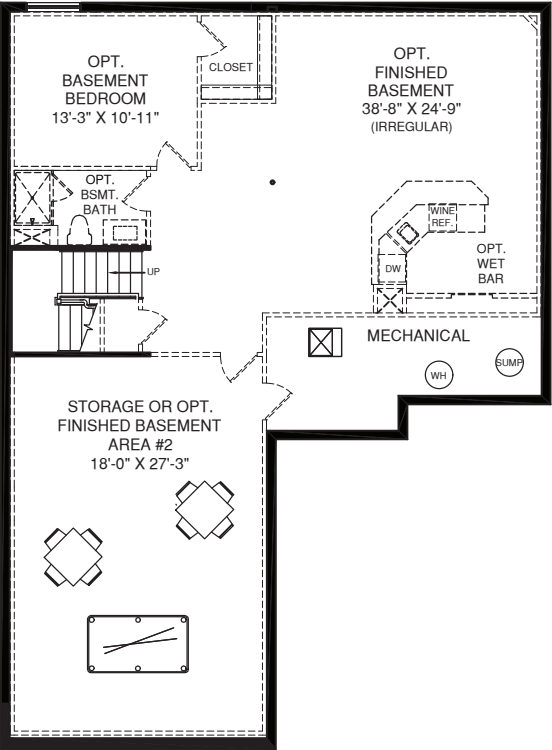 OPT.
BASEMENT
BEDROOM
13'-3" X 10'-11"
CLOSET
OPT.
FINISHED
BASEMENT
38'-8" X 24'-9"
(IRREGULAR)
OPT.
BSMT.
BATH
WINE
REF.
DW
OPT.
WET
BAR
UP
MECHANICAL
WH
SUMP
STORAGE OR OPT.
FINISHED BASEMENT
AREA #2
18'-0" X 27'-3"